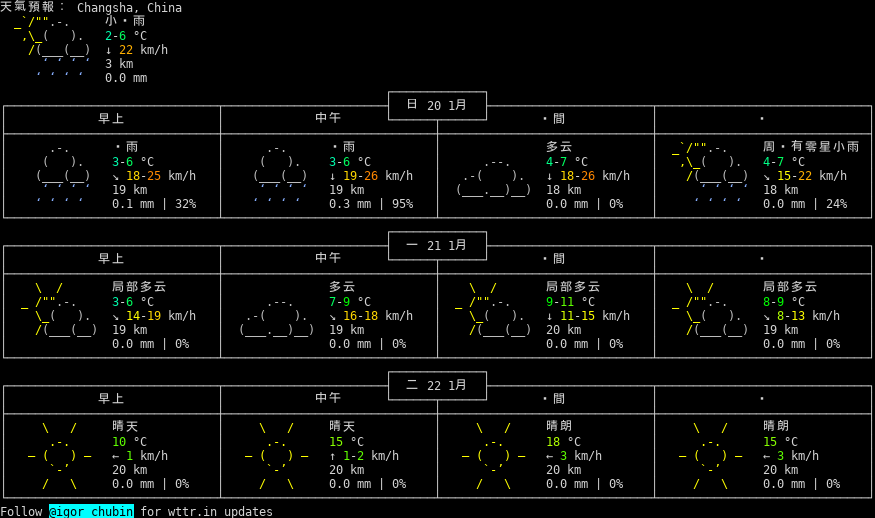 天氣預報： Changsha, China
小・雨
2-6 °C
↓ 22 km/h
3 km
0.0 mm
日 20 1月
早上 中午 ・間 ・
・雨 ・雨 多云 周・有零星小雨
3-6 °C 3-6 °C 4-7 °C 4-7 °C
↘ 18-25 km/h ↓ 19-26 km/h ↓ 18-26 km/h ↘ 15-22 km/h
19 km 19 km 18 km 18 km
0.1 mm | 32% 0.3 mm | 95% 0.0 mm | 0% 0.0 mm | 24%
一 21 1月
早上 中午 ・間 ・
局部多云 多云 局部多云 局部多云
3-6 °C 7-9 °C 9-11 °C 8-9 °C
↘ 14-19 km/h ↘ 16-18 km/h ↓ 11-15 km/h ↘ 8-13 km/h
19 km 19 km 20 km 19 km
0.0 mm | 0% 0.0 mm | 0% 0.0 mm | 0% 0.0 mm | 0%
二 22 1月
早上 中午 ・間 ・
晴天 晴天 晴朗 晴朗
10 °C 15 °C 18 °C 15 °C
← 1 km/h ↑ 1-2 km/h ← 3 km/h ← 3 km/h
20 km 20 km 20 km 20 km
0.0 mm | 0% 0.0 mm | 0% 0.0 mm | 0% 0.0 mm | 0%
Follow @igor_chubin for wttr.in updates